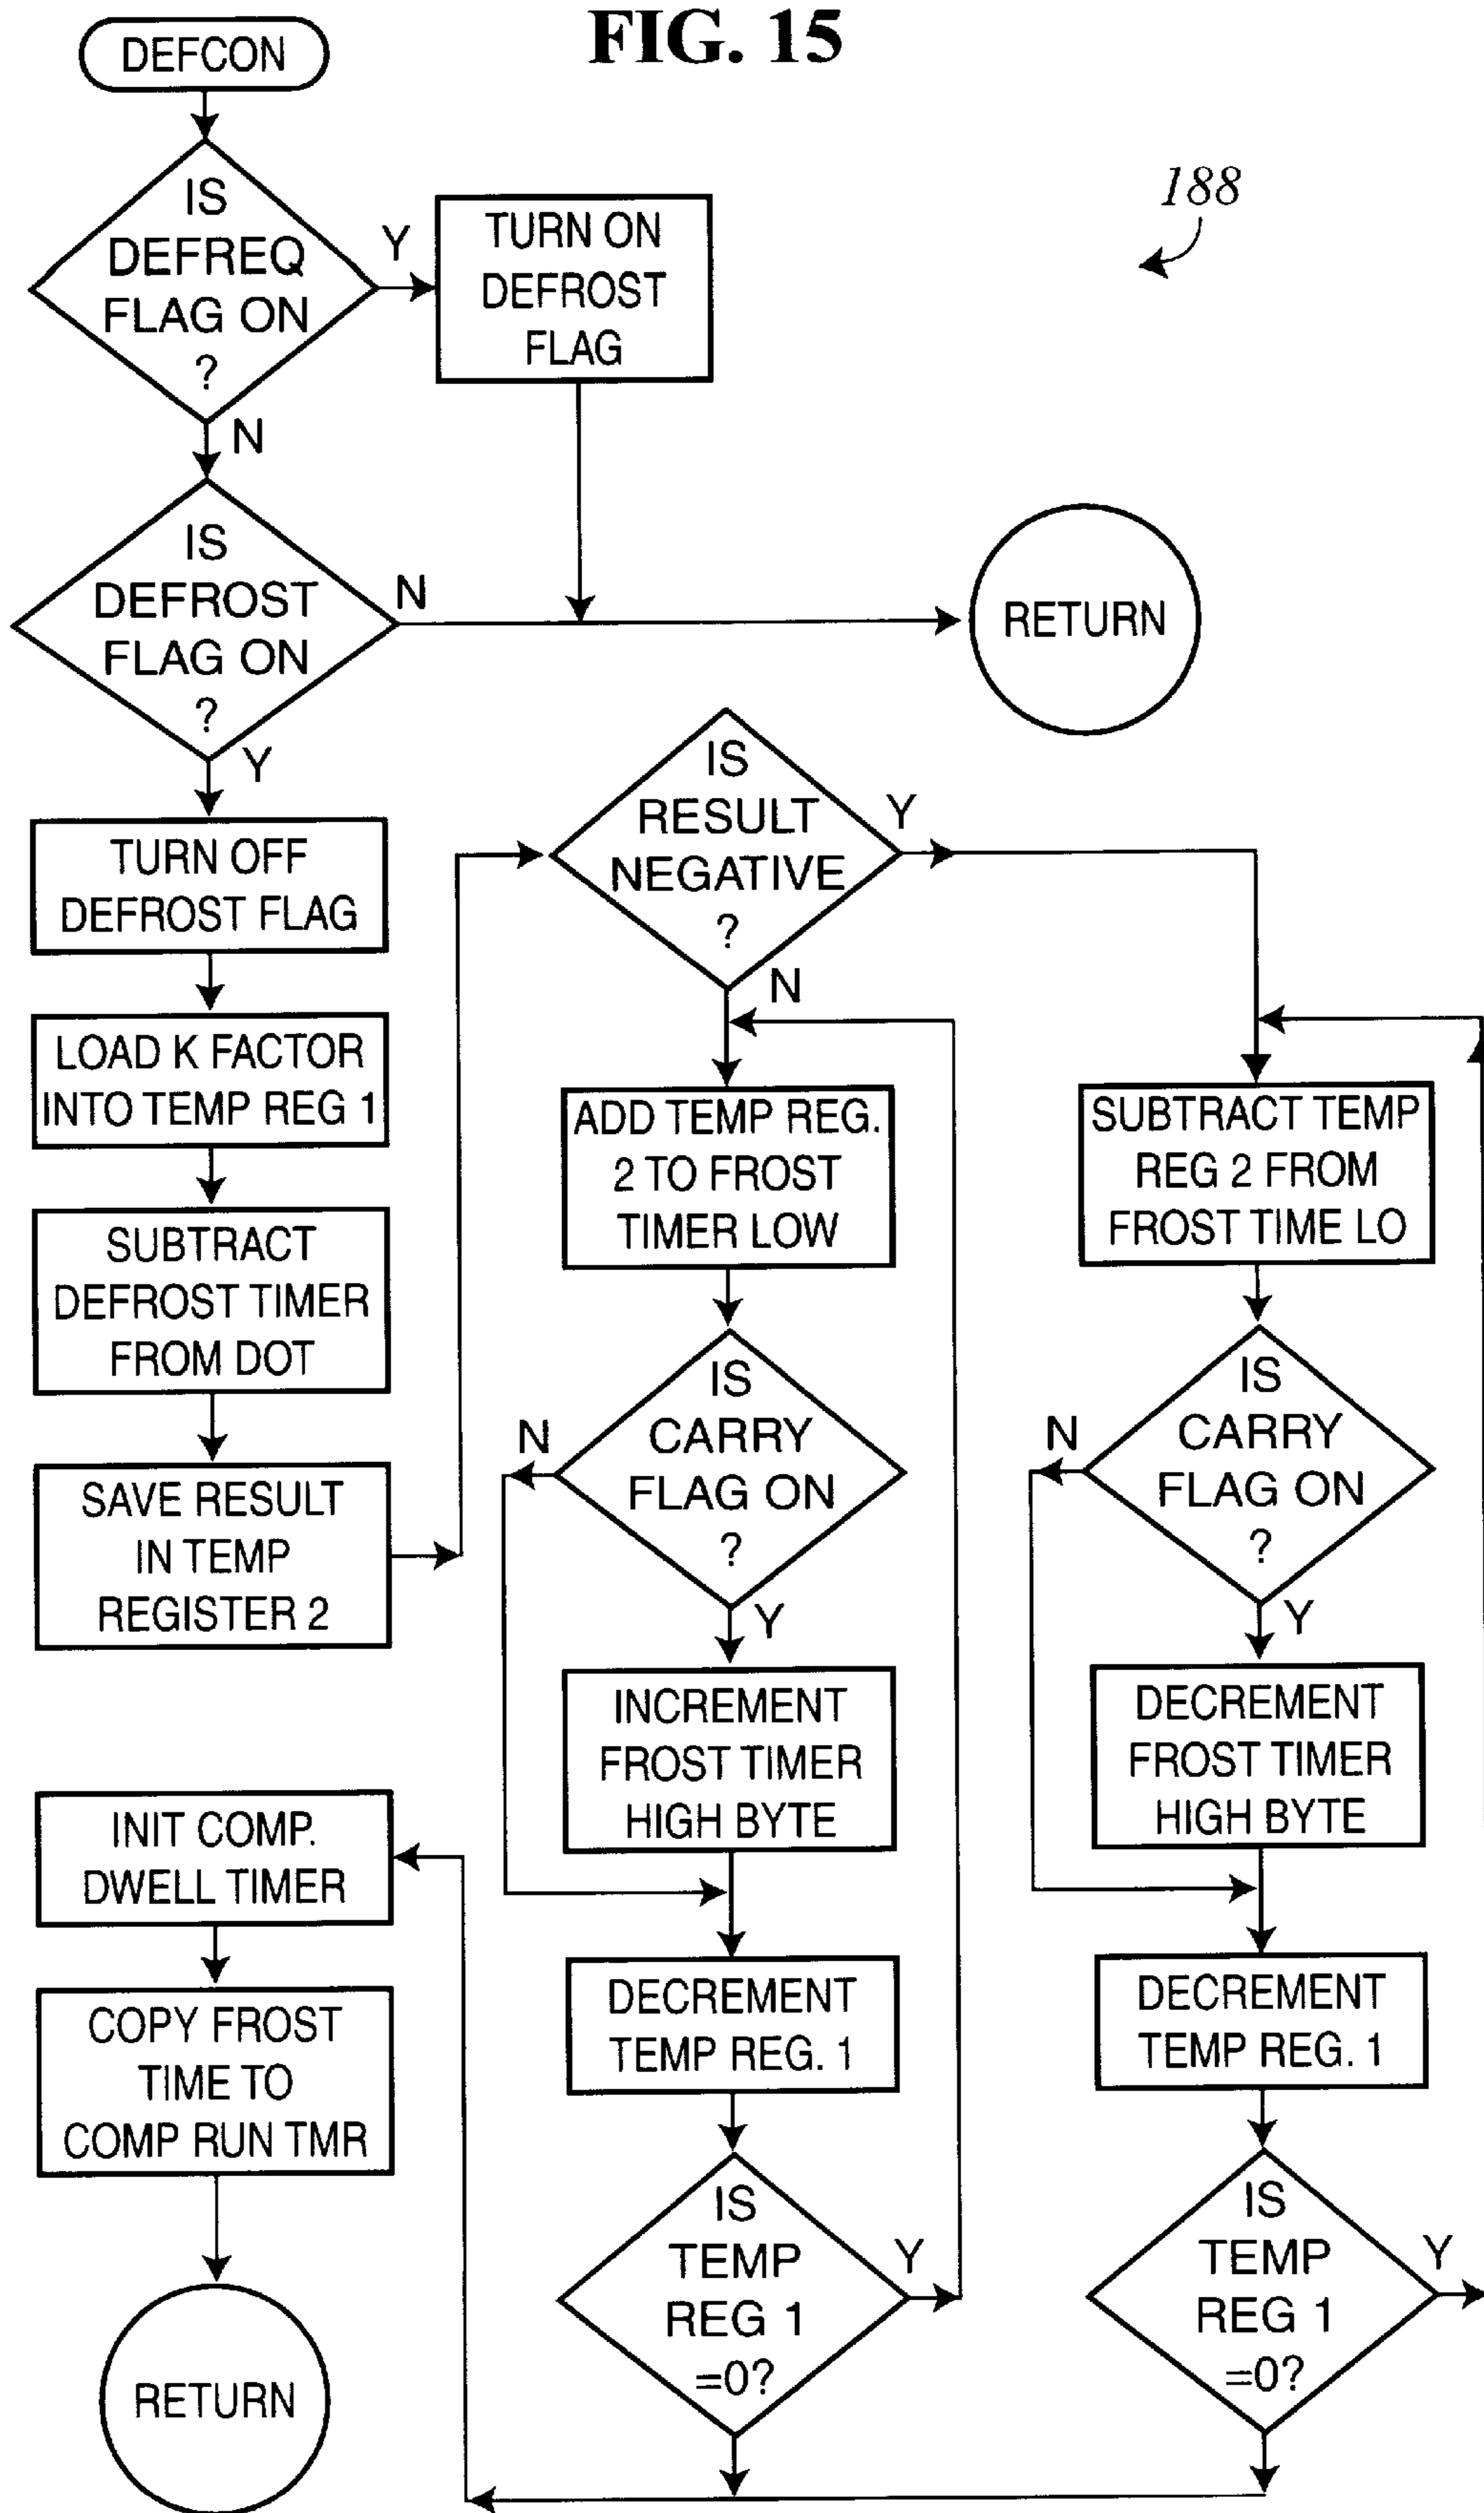 FIG. 15
DEFCON
188
IS
DEFREQ
FLAG ON
?
Y
N
TURN ON
DEFROST
FLAG
IS
DEFROST
FLAG ON
?
N
Y
RETURN
TURN OFF
DEFROST FLAG
LOAD K FACTOR
INTO TEMP REG 1
SUBTRACT
DEFROST TIMER
FROM DOT
SAVE RESULT
IN TEMP
REGISTER 2
IS
RESULT
NEGATIVE
?
Y
N
ADD TEMP REG.
2 TO FROST
TIMER LOW
IS
CARRY
FLAG ON
?
N
Y
INCREMENT
FROST TIMER
HIGH BYTE
DECREMENT
TEMP REG. 1
IS
TEMP
REG 1
=0?
Y
SUBTRACT TEMP
REG 2 FROM
FROST TIME LO
IS
CARRY
FLAG ON
?
N
Y
DECREMENT
FROST TIMER
HIGH BYTE
DECREMENT
TEMP REG. 1
IS
TEMP
REG 1
=0?
Y
INIT COMP.
DWELL TIMER
COPY FROST
TIME TO
COMP RUN TMR
RETURN